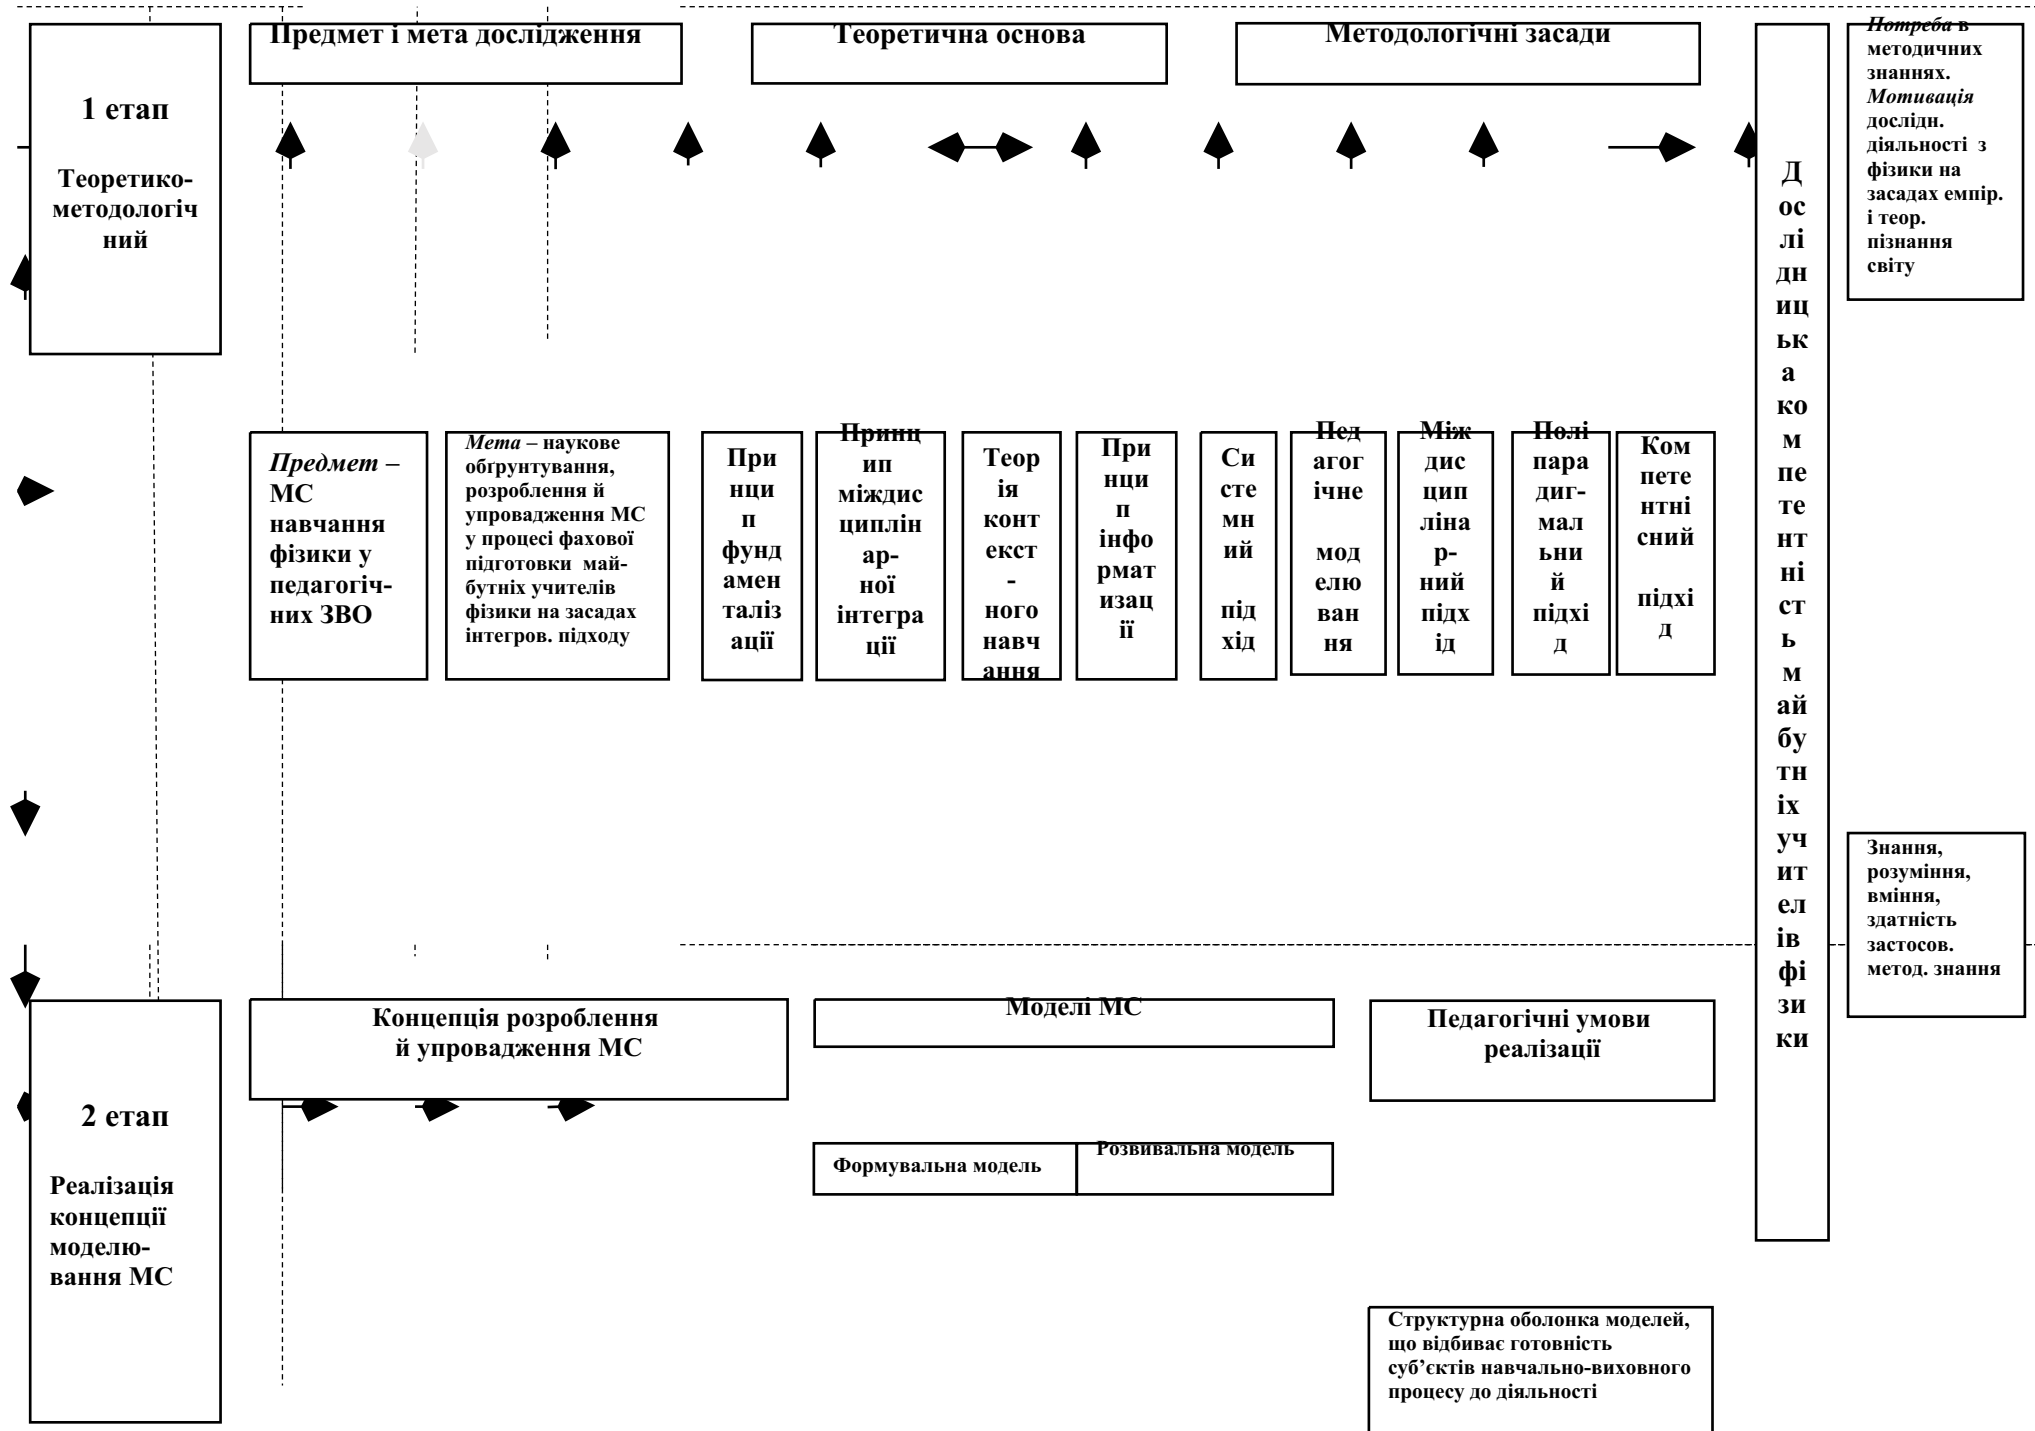 Предмет і мета дослідження
Теоретична основа
Методологічні засади
1 етап
Теоретико-
методологіч
ний
Потреба в
методичних
знаннях.
Мотивація
дослідн.
діяльності з
фізики на
засадах емпір.
і теор.
пізнання
світу
Д
ос
лі
дн
иц
ьк
а
ко
м
пе
те
нт
ні
ст
ь
м
ай
бу
тн
іх
уч
ит
ел
ів
фі
зи
ки
Предмет –
МС
навчання
фізики у
педагогіч-
них ЗВО
Мета – наукове
обґрунтування,
розроблення й
упровадження МС
у процесі фахової
підготовки май-
бутніх учителів
фізики на засадах
інтегров. підходу
При
нци
п
фунд
амен
таліз
ації
Принц
ип
міждис
циплін
ар-
ної
інтегра
ції
Теор
ія
конт
екст
-
ного
навч
ання
При
нци
п
інфо
рмат
изац
ії
Си
сте
мн
ий
під
хід
Пед
агог
ічне
мод
елю
ван
ня
Між
дис
цип
ліна
р-
ний
підх
ід
Полі
пара
диг-
мал
ьни
й
підхі
д
Ком
пете
нтні
сний
підхі
д
Знання,
розуміння,
вміння,
здатність
застосов.
метод. знання
2 етап
Реалізація
концепції
моделю-
вання МС
Концепція розроблення
й упровадження МС
Моделі МС
Педагогічні умови
реалізації
Формувальна модель
Розвивальна модель
Структурна оболонка моделей,
що відбиває готовність
суб’єктів навчально-виховного
процесу до діяльності